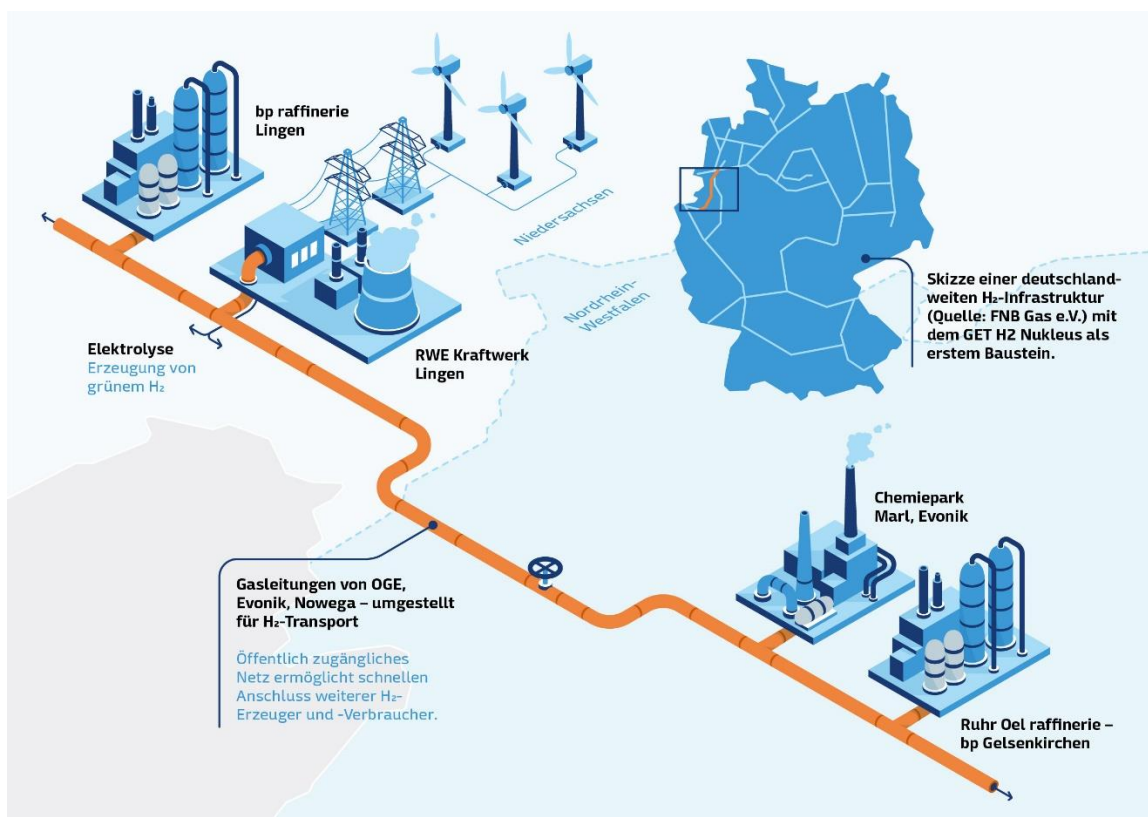 bp raffinerie
Lingen
Niedersachsen
Nordrhein-
Westfalen
Skizze einer deutschland-
weiten H₂-Infrastruktur
(Quelle: FNB Gas e.V.) mit
dem GET H2 Nukleus als
erstem Baustein.
Elektrolyse
Erzeugung von
grünem H₂
RWE Kraftwerk
Lingen
Chemiepark
Marl, Evonik
Gasleitungen von OGE,
Evonik, Nowega – umgestellt
für H₂-Transport
Öffentlich zugängliches
Netz ermöglicht schnellen
Anschluss weiterer H₂-
Erzeuger und -Verbraucher.
Ruhr Oel raffinerie –
bp Gelsenkirchen